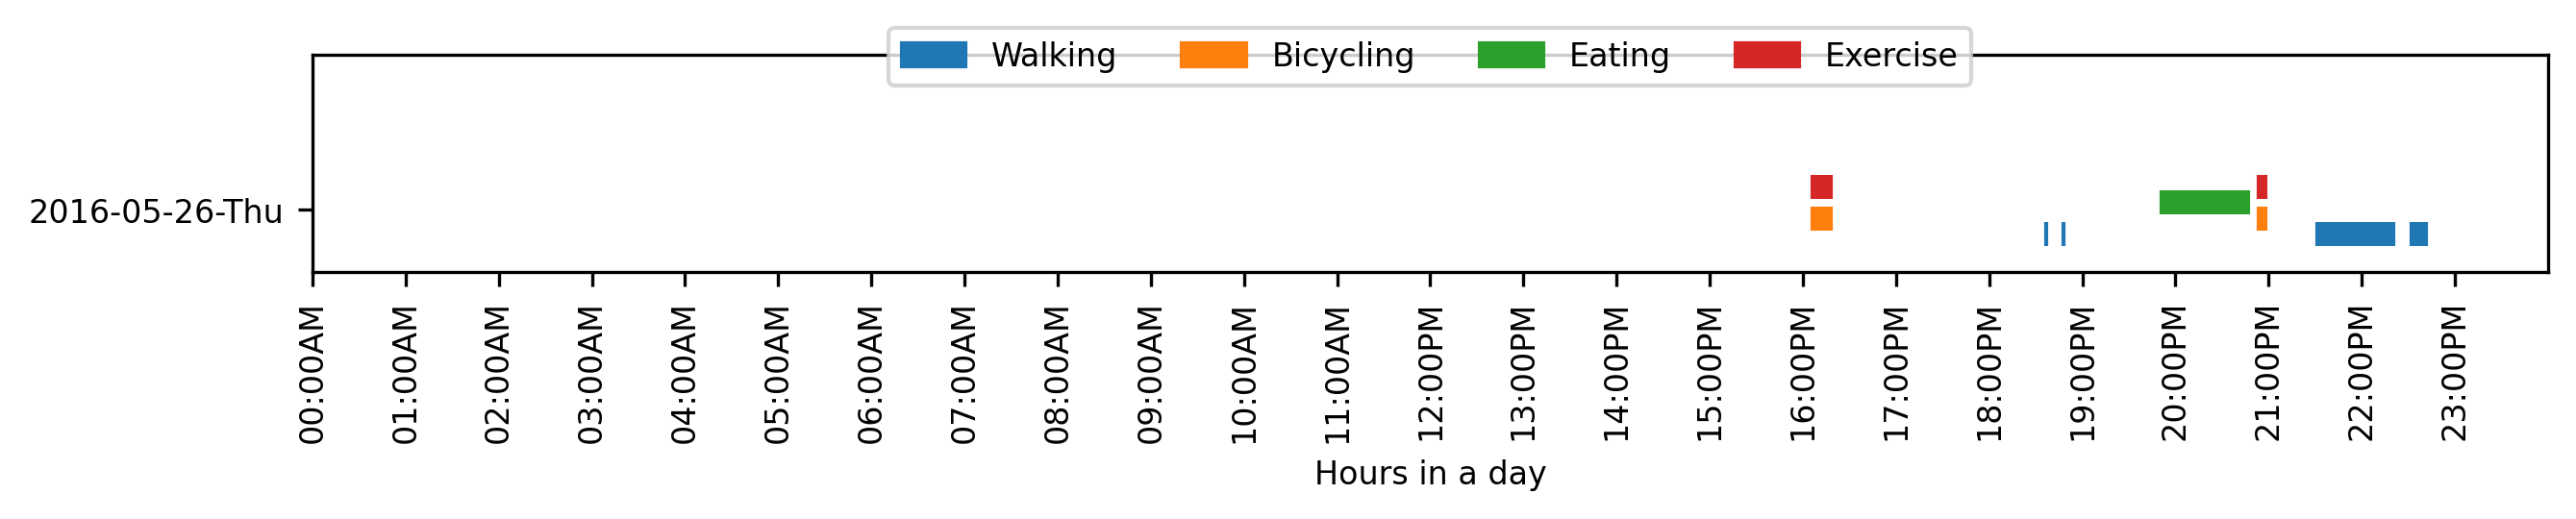 Walking Bicycling Eating Exercise
2016-05-26-Thu
00:00AM
01:00AM
02:00AM
03:00AM
04:00AM
05:00AM
06:00AM
07:00AM
08:00AM
09:00AM
10:00AM
11:00AM
12:00PM
13:00PM
14:00PM
15:00PM
16:00PM
17:00PM
18:00PM
19:00PM
20:00PM
21:00PM
22:00PM
23:00PM
Hours in a day